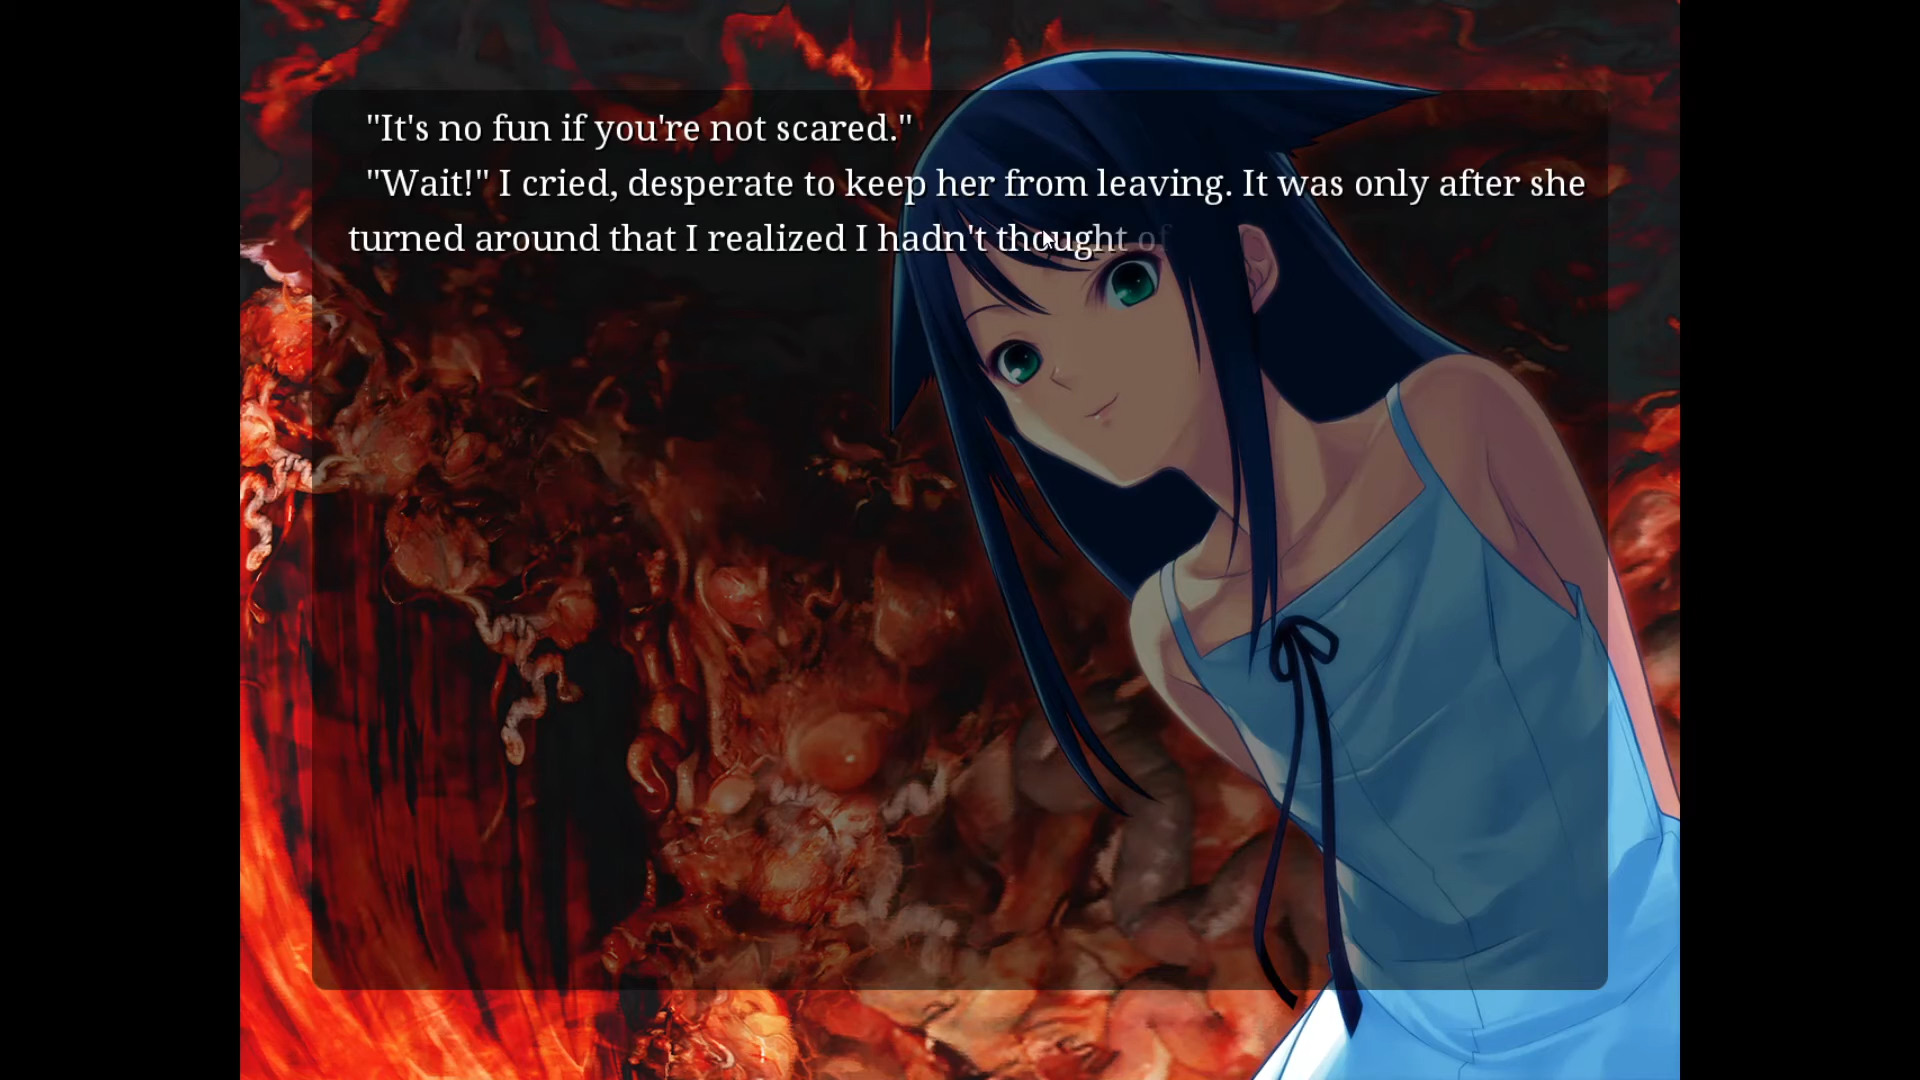 "It's no fun if you're not scared."
"Wait!" I cried, desperate to keep her from leaving. It was only after she
turned around that I realized I hadn't thought of